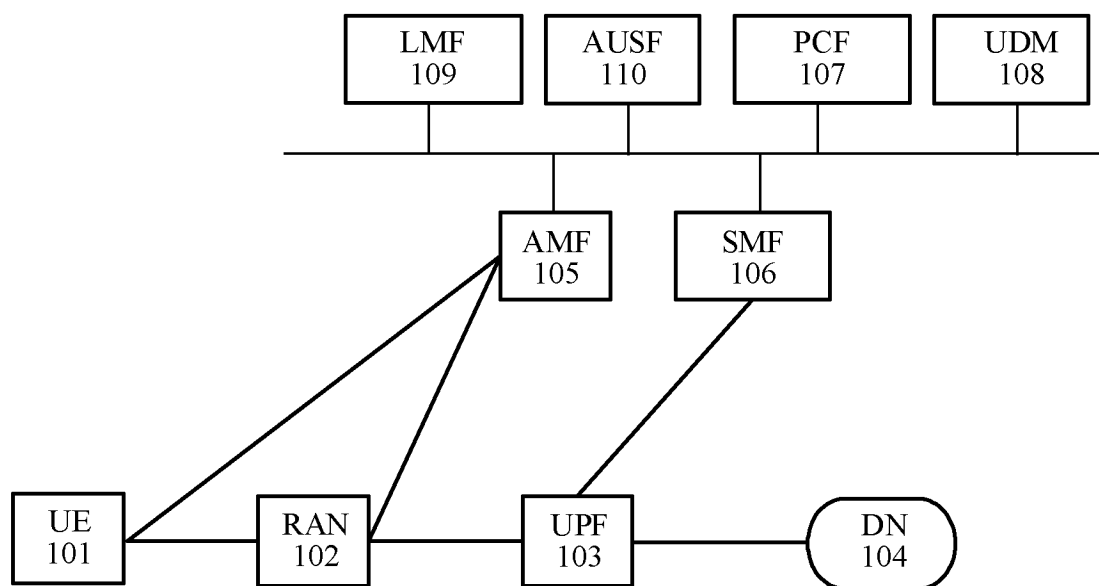 LMF
109
AUSF
110
PCF
107
UDM
108
AMF
105
SMF
106
UE
101
RAN
102
UPF
103
DN
104